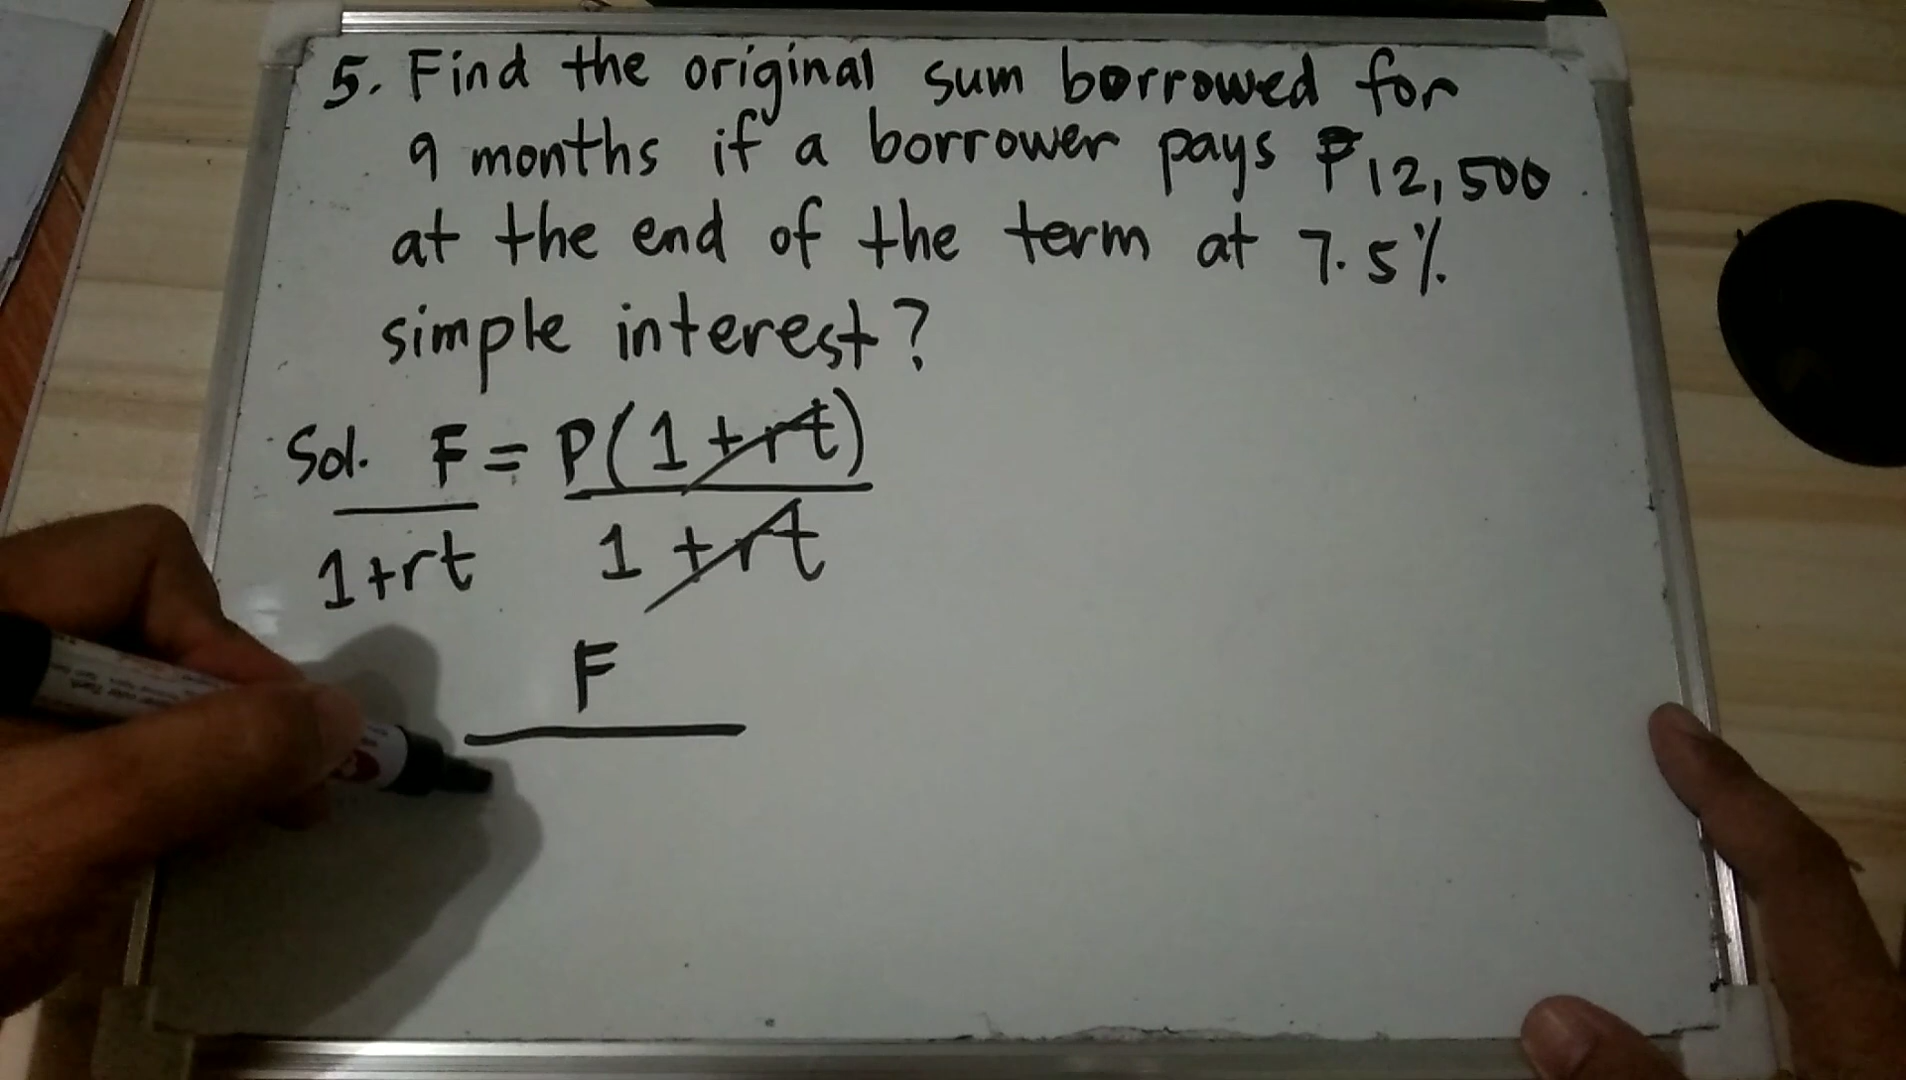 5. Find the original sum borrowed for
9 months if a borrower pays ₱12,500
at the end of the term at 7.5%
simple interest?
Sol. F = P(1+rt)
1+rt 1+rt
F